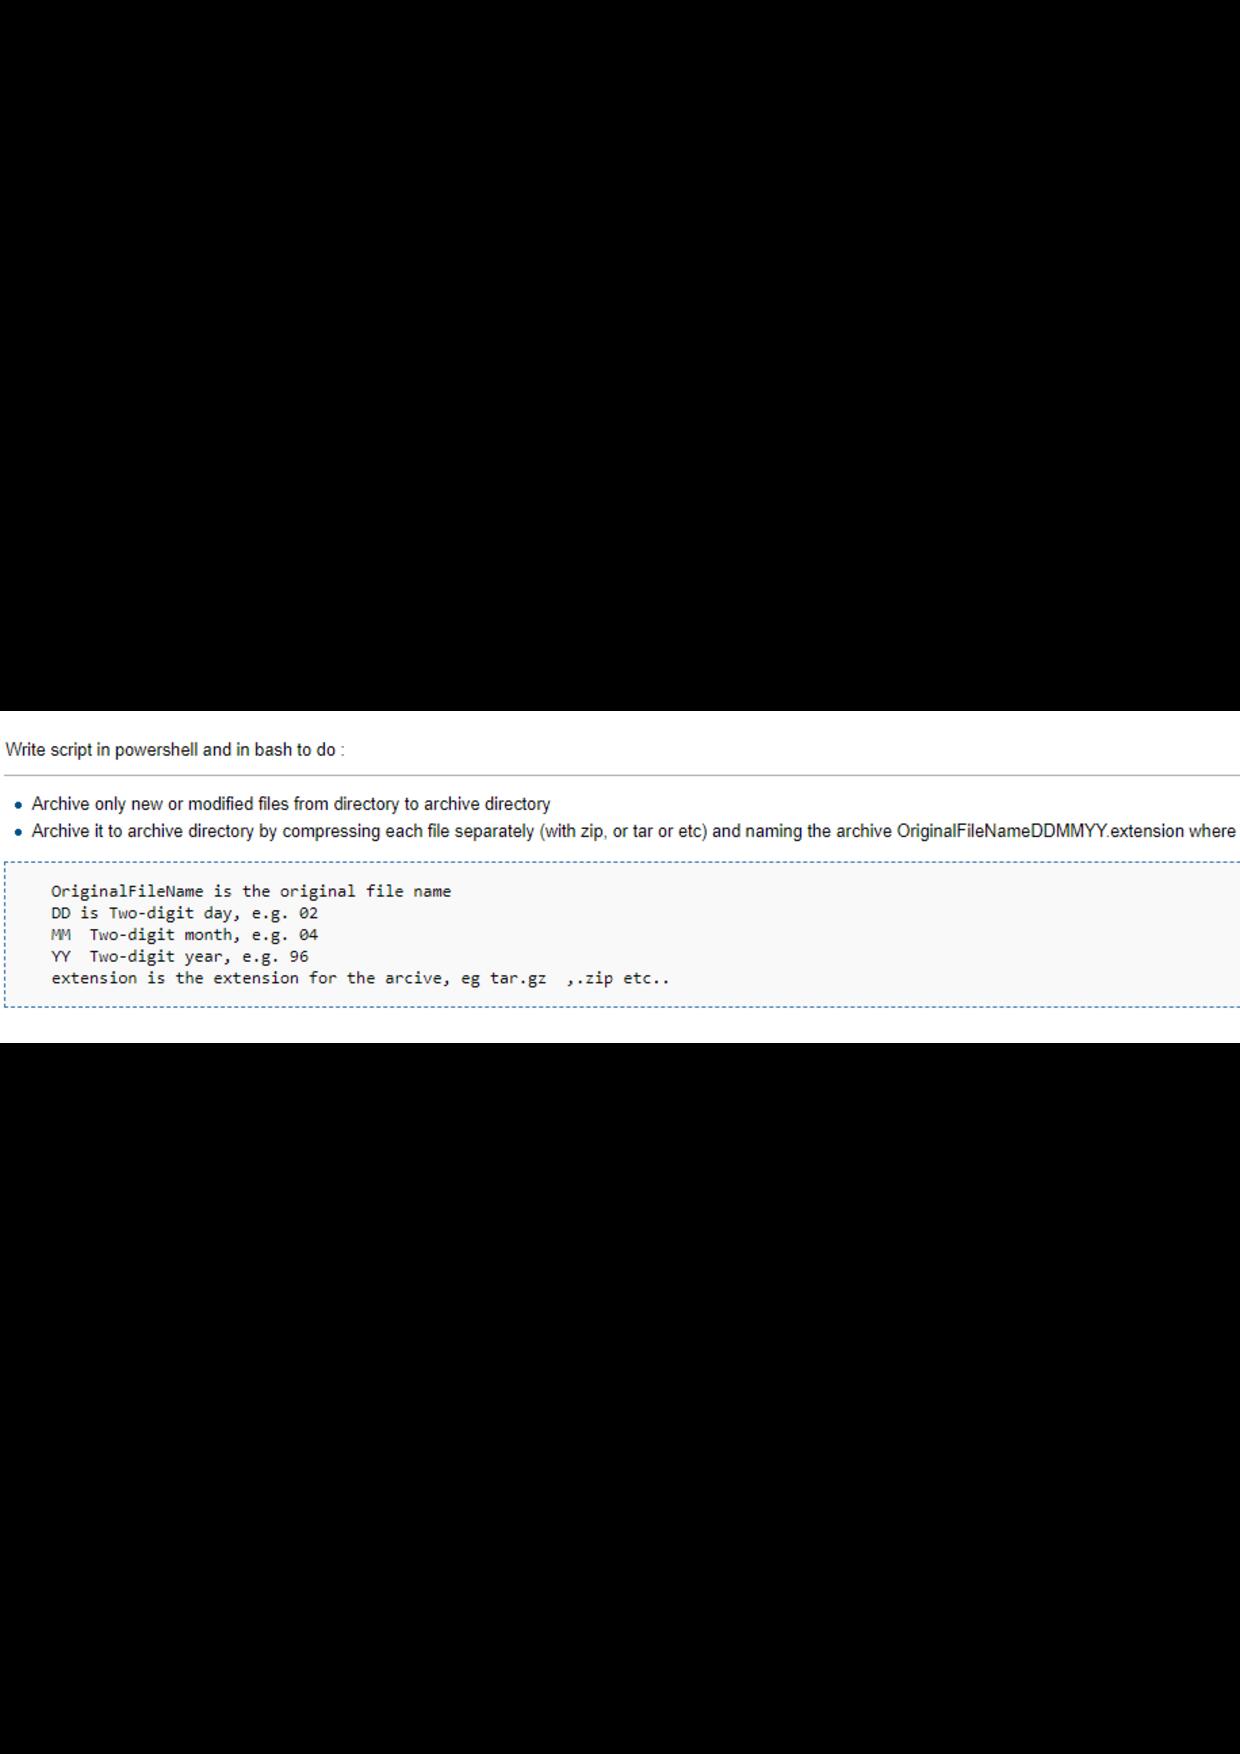 Write script in powershell and in bash to do :
• Archive only new or modified files from directory to archive directory
• Archive it to archive directory by compressing each file separately (with zip, or tar or etc) and naming the archive OriginalFileNameDDMMYY.extension where
OriginalFileName is the original file name
DD is Two-digit day, e.g. 02
MM  Two-digit month, e.g. 04
YY  Two-digit year, e.g. 96
extension is the extension for the arcive, eg tar.gz  ,.zip etc..